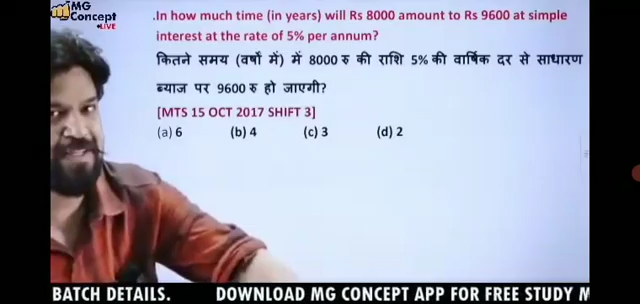 MG
Concept
LIVE
.In how much time (in years) will Rs 8000 amount to Rs 9600 at simple
interest at the rate of 5% per annum?
कितने समय (वर्षों में) में 8000 रु की राशि 5% की वार्षिक दर से साधारण
ब्याज पर 9600 रु हो जाएगी?
[MTS 15 OCT 2017 SHIFT 3]
(a) 6 (b) 4 (c) 3 (d) 2
BATCH DETAILS. DOWNLOAD MG CONCEPT APP FOR FREE STUDY M